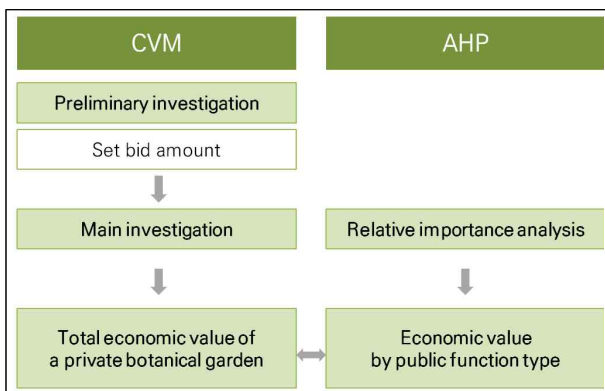 CVM
AHP
Preliminary investigation
Set bid amount
Main investigation
Relative importance analysis
Total economic value of
a private botanical garden
Economic value
by public function type